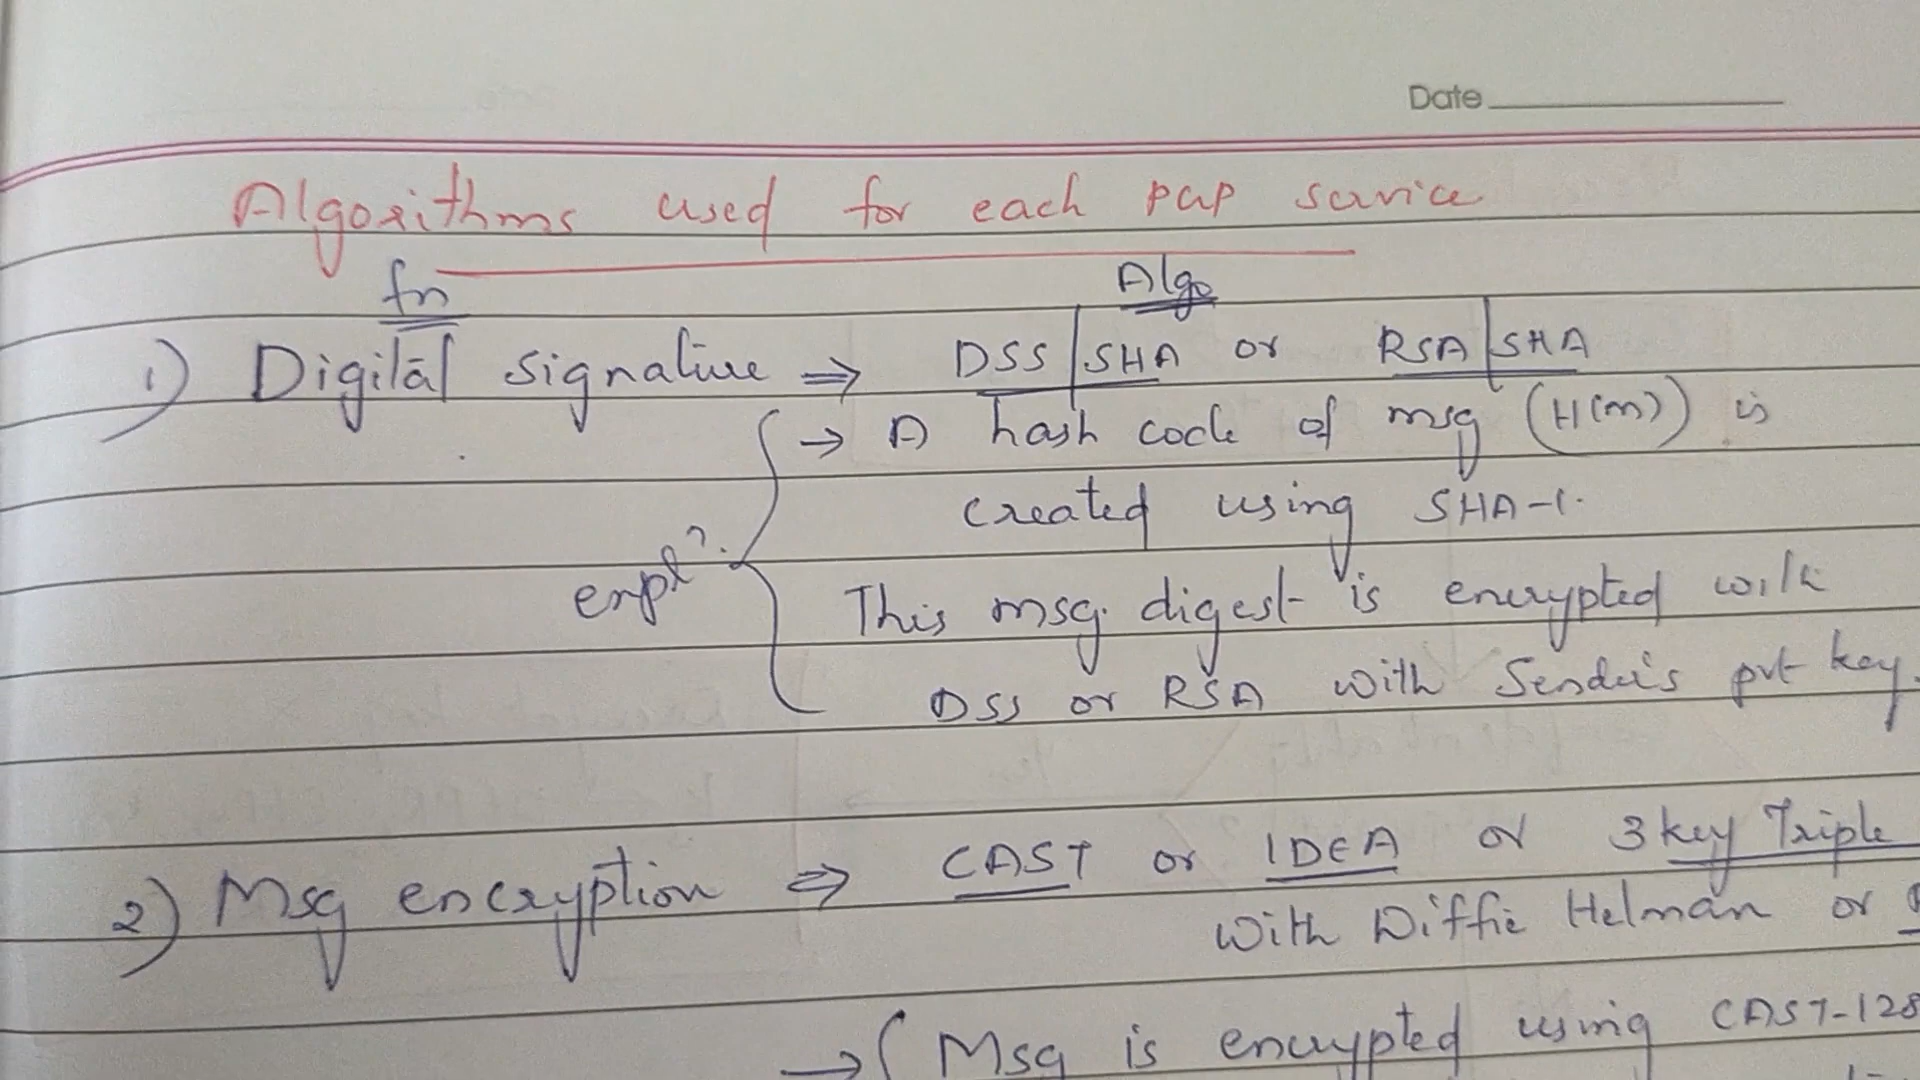 Date
Algorithms used for each PGP service
fn Algo
1) Digital signature ⇒ DSS/SHA or RSA/SHA
→ A hash code of msg (H(m)) is
created using SHA-1.
expln.
This msg. digest is encrypted with
DSS or RSA with Sender's pvt key.
2) Msg encryption ⇒ CAST or IDEA or 3 key Triple
with Diffie Helman or
→ Msg is encrypted using CAST-128